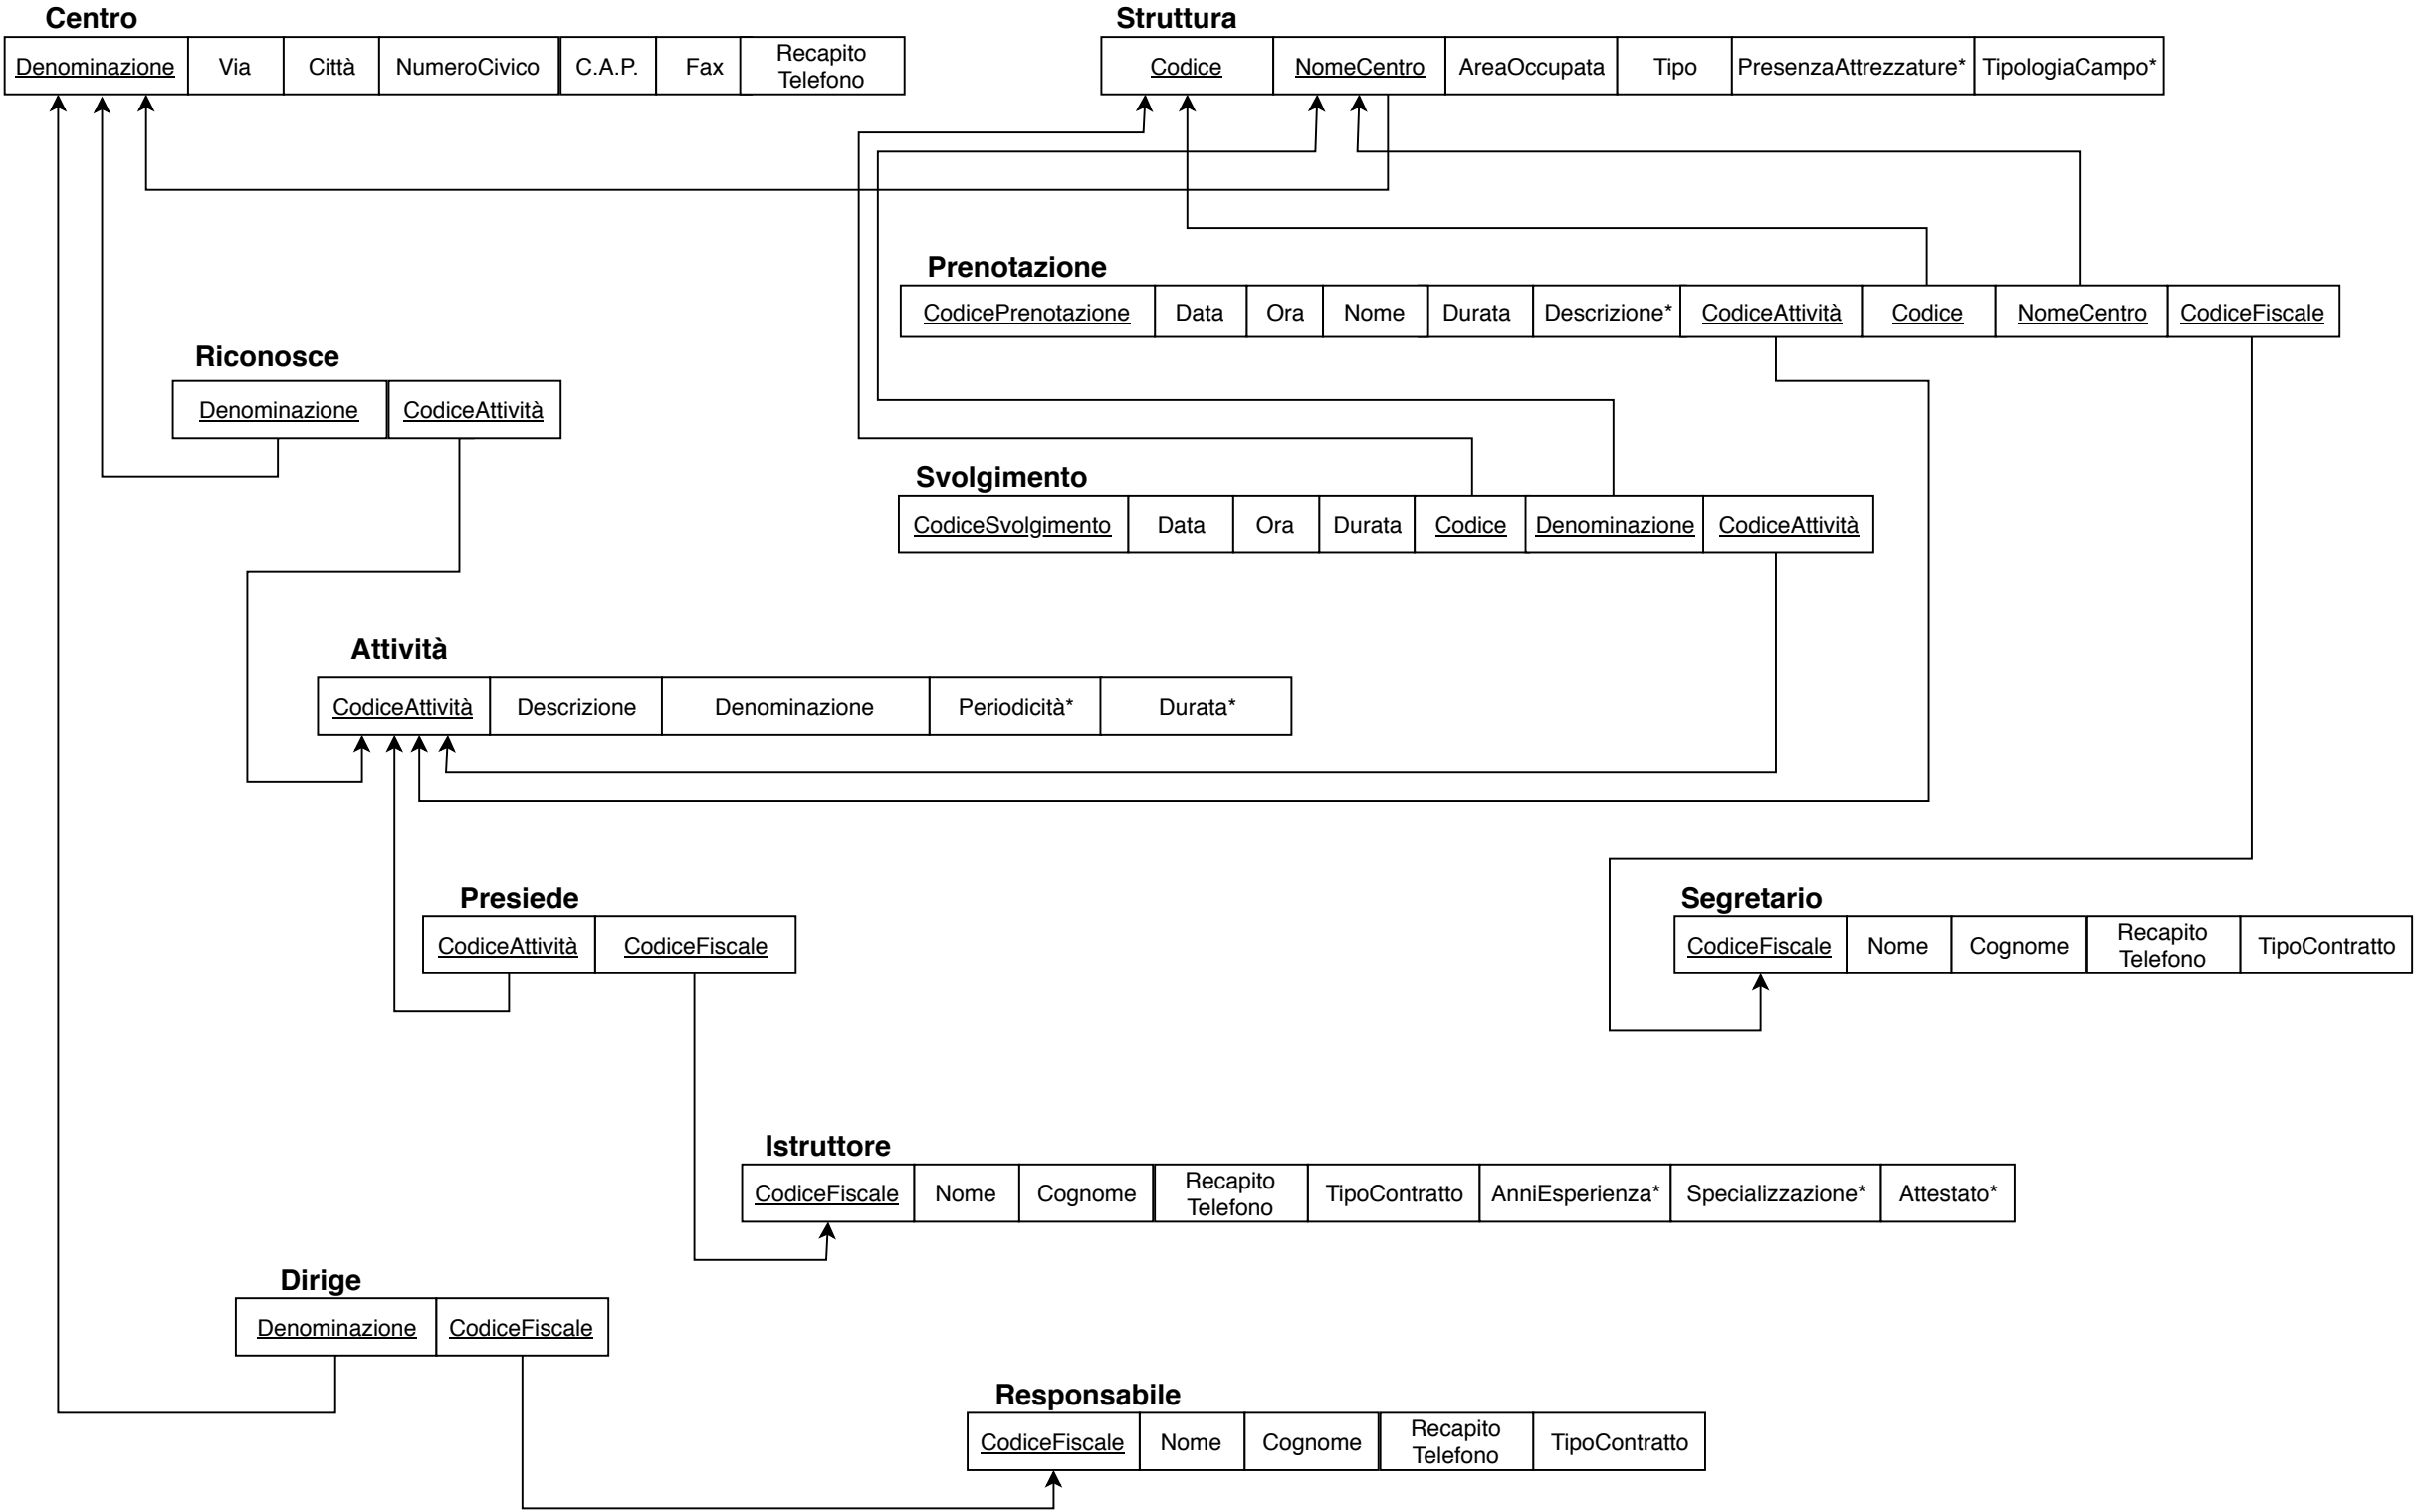 Centro
Denominazione Via Città NumeroCivico C.A.P. Fax Recapito
Telefono
Struttura
Codice NomeCentro AreaOccupata Tipo PresenzaAttrezzature* TipologiaCampo*
Prenotazione
CodicePrenotazione Data Ora Nome Durata Descrizione* CodiceAttività Codice NomeCentro CodiceFiscale
Riconosce
Denominazione CodiceAttività
Svolgimento
CodiceSvolgimento Data Ora Durata Codice Denominazione CodiceAttività
Attività
CodiceAttività Descrizione Denominazione Periodicità* Durata*
Presiede
CodiceAttività CodiceFiscale
Segretario
CodiceFiscale Nome Cognome Recapito
Telefono TipoContratto
Istruttore
CodiceFiscale Nome Cognome Recapito
Telefono TipoContratto AnniEsperienza* Specializzazione* Attestato*
Dirige
Denominazione CodiceFiscale
Responsabile
CodiceFiscale Nome Cognome Recapito
Telefono TipoContratto